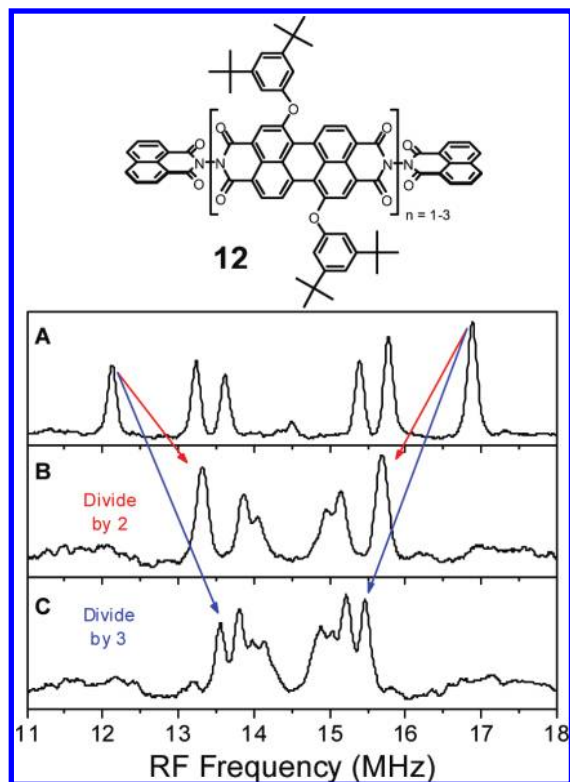 O
O O O O
N N N N
O O O O
n = 1-3
O
12
A
B
Divide
by 2
C
Divide
by 3
11 12 13 14 15 16 17 18
RF Frequency (MHz)